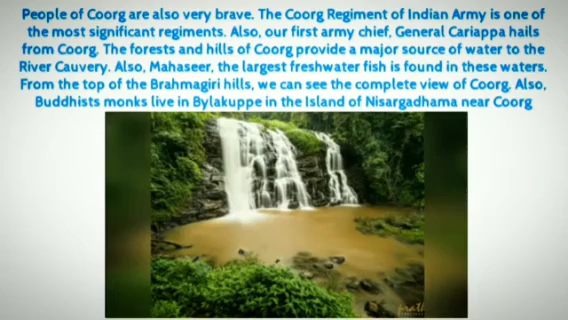 People of Coorg are also very brave. The Coorg Regiment of Indian Army is one of
the most significant regiments. Also, our first army chief, General Cariappa hails
from Coorg. The forests and hills of Coorg provide a major source of water to the
River Cauvery. Also, Mahaseer, the largest freshwater fish is found in these waters.
From the top of the Brahmagiri hills, we can see the complete view of Coorg. Also,
Buddhists monks live in Bylakuppe in the Island of Nisargadhama near Coorg